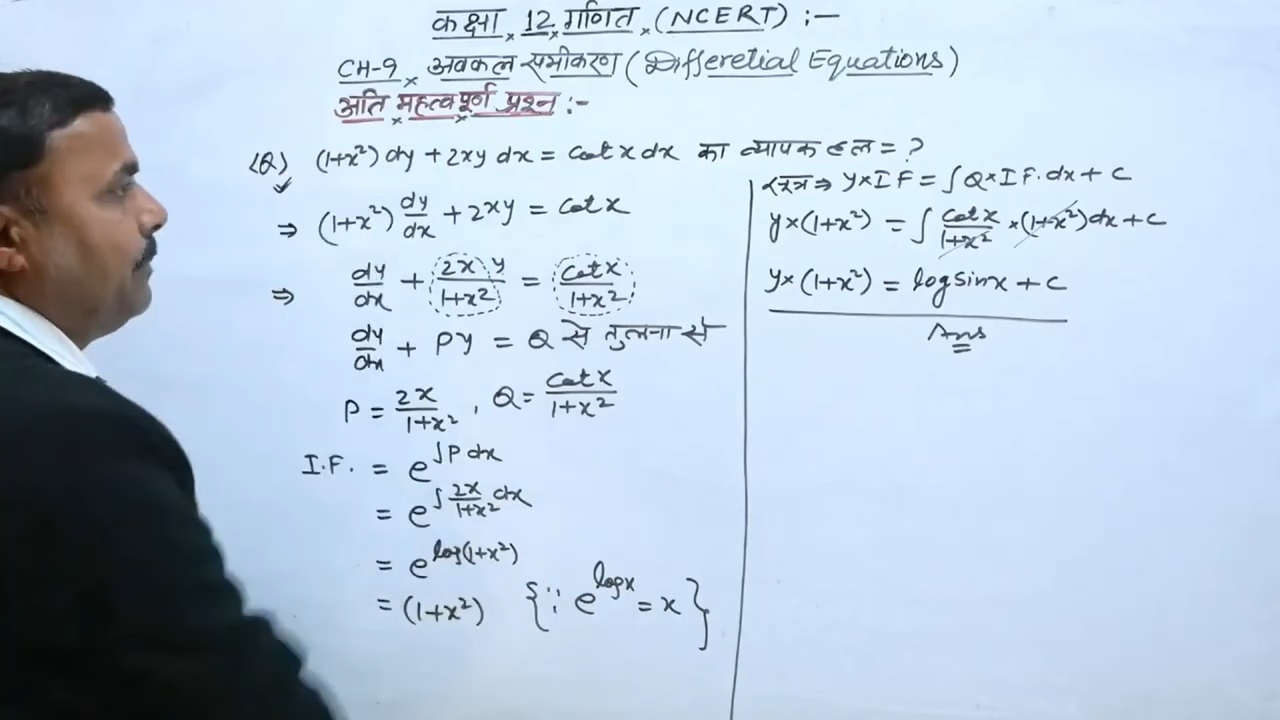 कक्षा 12 गणित (NCERT) :-
CH-9 अवकल समीकरण (Differetial Equations)
अति महत्वपूर्ण प्रश्न :-
(Q) (1+x²) dy + 2xy dx = cot x dx का व्यापक हल = ?
⇒ (1+x²) dy/dx + 2xy = cot x
⇒ dy/dx + 2x y/1+x² = cot x/1+x²
dy/dx + Py = Q से तुलना से
P = 2x/1+x² , Q = cot x/1+x²
I.F. = e^∫P dx
= e^∫2x/1+x² dx
= e^log(1+x²)
= (1+x²) {∵ e^logx = x}
सूत्र ⇒ y×IF = ∫Q×I.F. dx + C
y×(1+x²) = ∫ cot x/1+x² ×(1+x²) dx + C
y×(1+x²) = log sinx + C
Ans